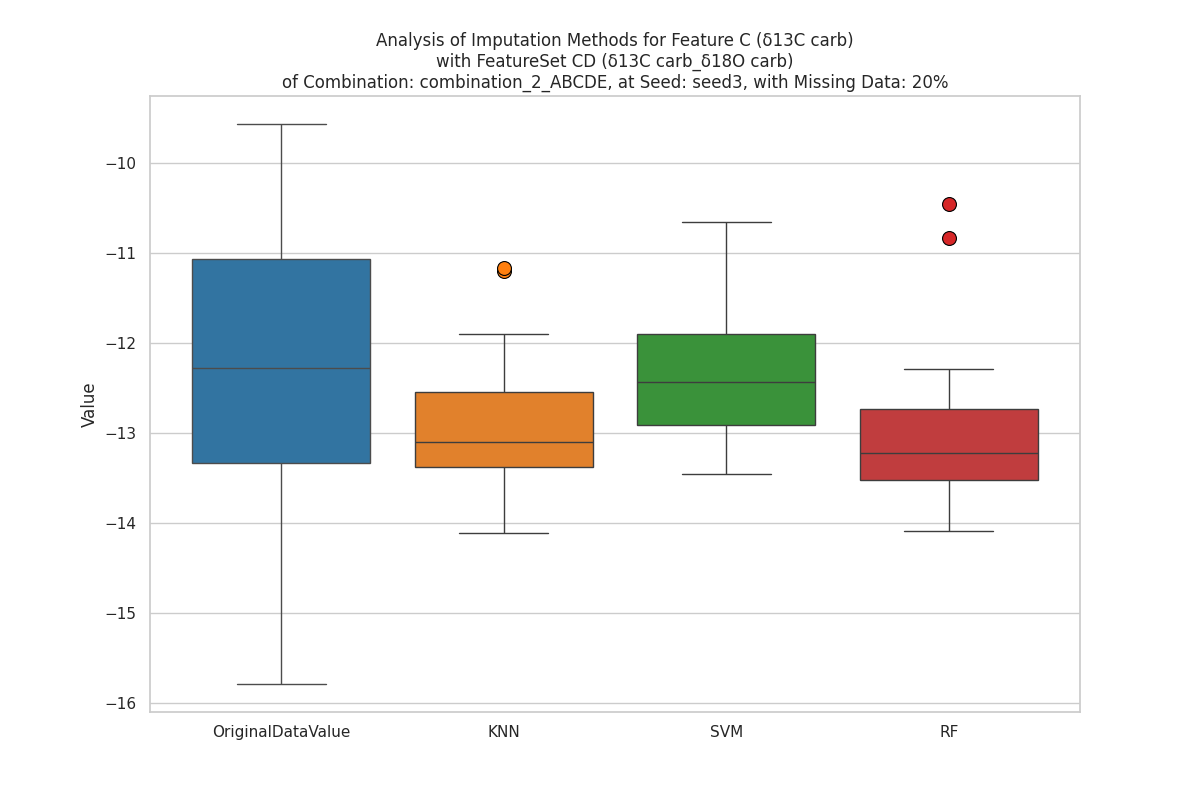 Analysis of Imputation Methods for Feature C (δ13C carb)
with FeatureSet CD (δ13C carb_δ18O carb)
of Combination: combination_2_ABCDE, at Seed: seed3, with Missing Data: 20%
Value
−10
−11
−12
−13
−14
−15
−16
OriginalDataValue
KNN
SVM
RF